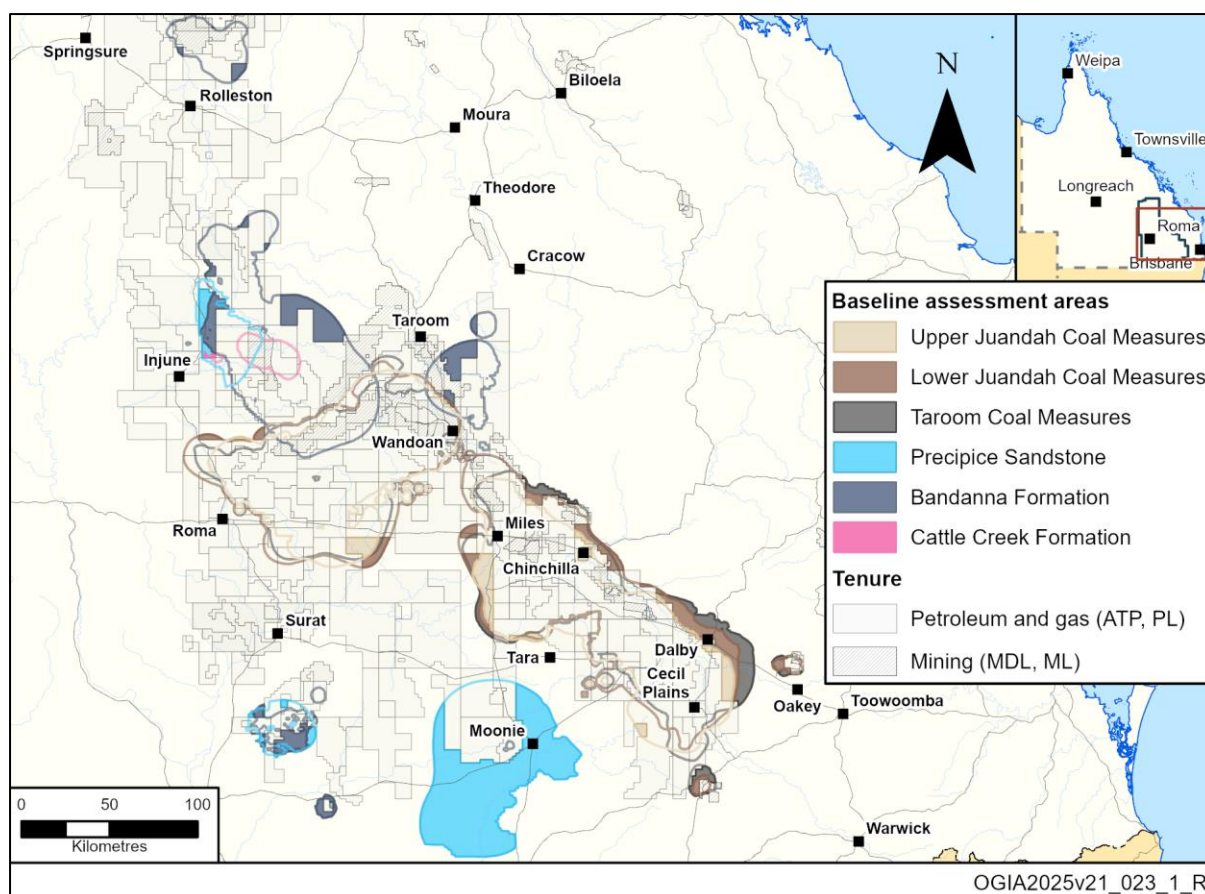 Springsure
Rolleston
Biloela
Moura
Theodore
Cracow
Taroom
Injune
Wandoan
Roma
Miles
Chinchilla
Surat
Tara
Dalby
Cecil
Plains
Oakey
Toowoomba
Moonie
Warwick
N
Weipa
Townsville
Longreach
Roma
Brisbane
Baseline assessment areas
Upper Juandah Coal Measures
Lower Juandah Coal Measures
Taroom Coal Measures
Precipice Sandstone
Bandanna Formation
Cattle Creek Formation
Tenure
Petroleum and gas (ATP, PL)
Mining (MDL, ML)
0 50 100
Kilometres
OGIA2025v21_023_1_R